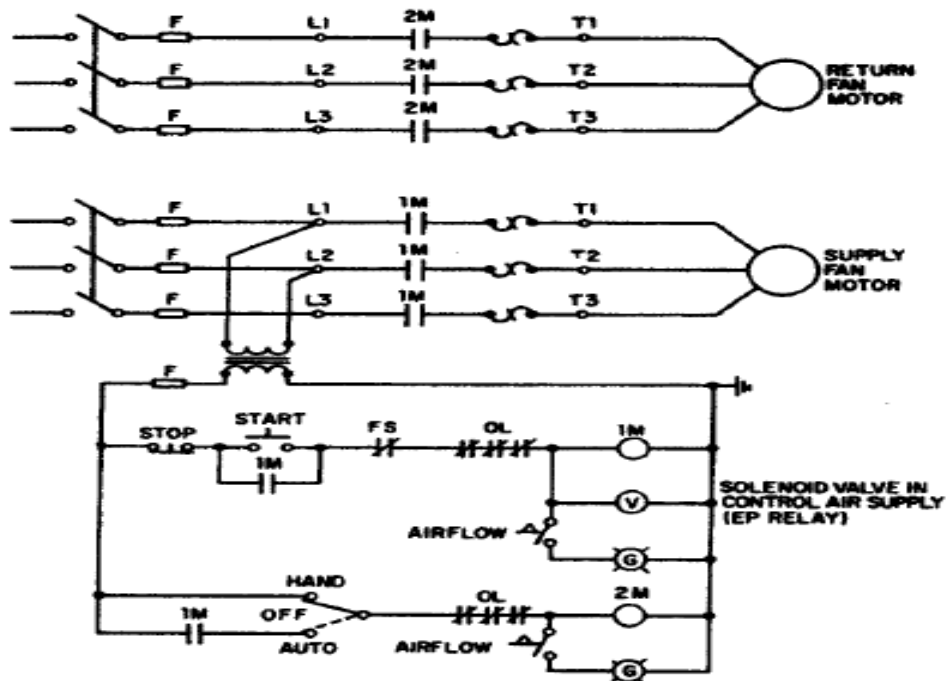 F L1 2M T1
F L2 2M T2
RETURN
FAN
MOTOR
F L3 2M T3
F L1 1M T1
F L2 1M T2
SUPPLY
FAN
MOTOR
F L3 1M T3
F
STOP START FS OL 1M
1M
SOLENOID VALVE IN
CONTROL AIR SUPPLY
(EP RELAY)
V
AIRFLOW
G
HAND OL 2M
1M OFF
AUTO AIRFLOW
G